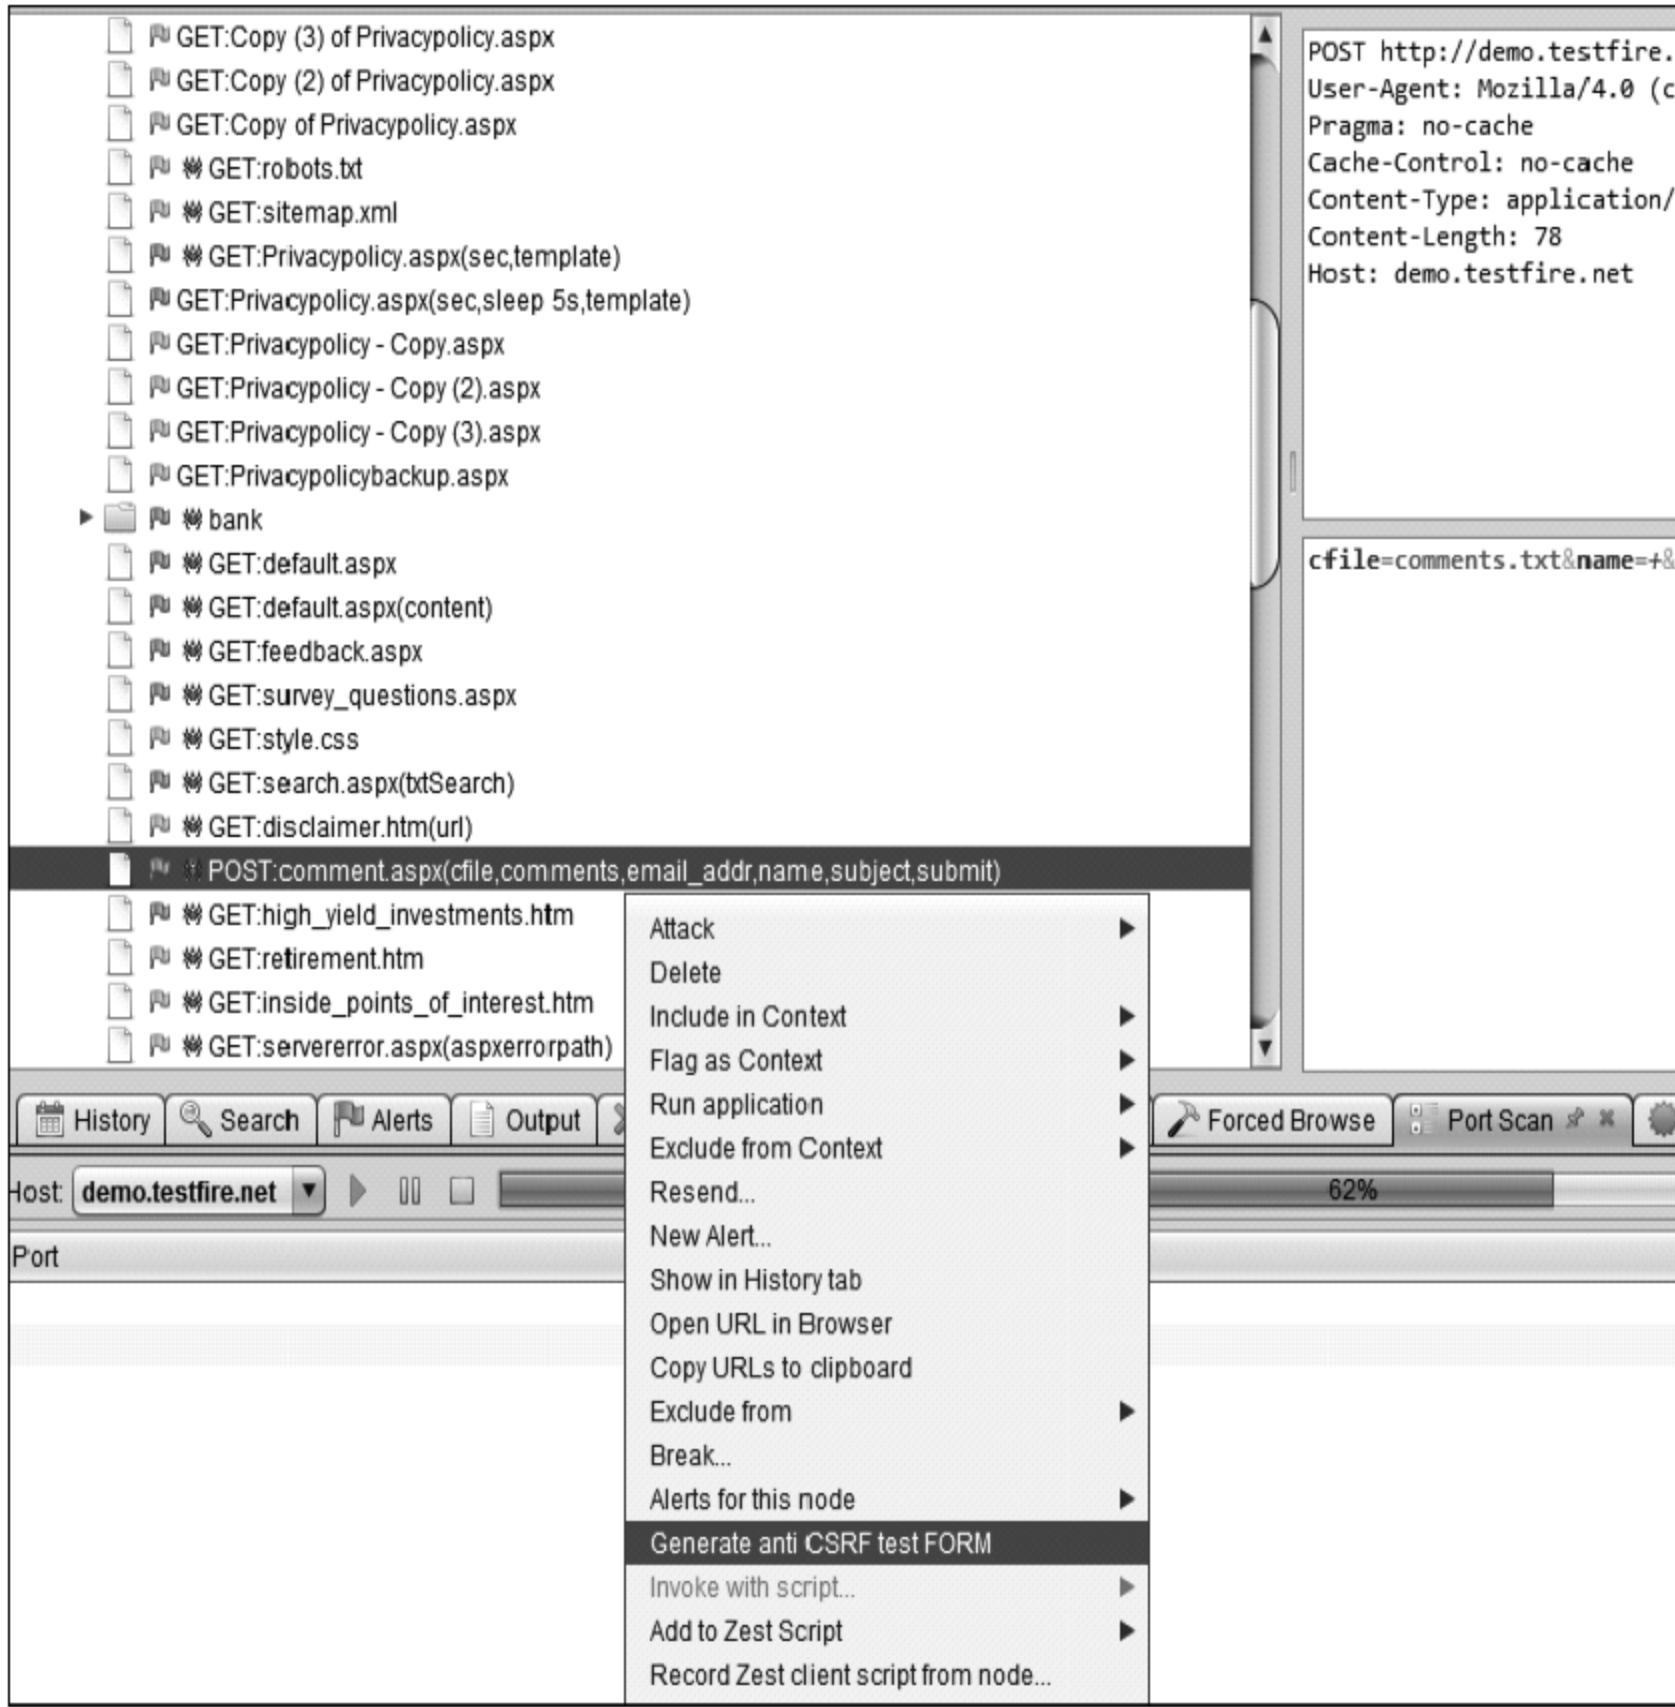 GET:Copy (3) of Privacypolicy.aspx
GET:Copy (2) of Privacypolicy.aspx
GET:Copy of Privacypolicy.aspx
GET:robots.txt
GET:sitemap.xml
GET:Privacypolicy.aspx(sec,template)
GET:Privacypolicy.aspx(sec,sleep 5s,template)
GET:Privacypolicy - Copy.aspx
GET:Privacypolicy - Copy (2).aspx
GET:Privacypolicy - Copy (3).aspx
GET:Privacypolicybackup.aspx
bank
GET:default.aspx
GET:default.aspx(content)
GET:feedback.aspx
GET:survey_questions.aspx
GET:style.css
GET:search.aspx(txtSearch)
GET:disclaimer.htm(url)
POST:comment.aspx(cfile,comments,email_addr,name,subject,submit)
GET:high_yield_investments.htm
GET:retirement.htm
GET:inside_points_of_interest.htm
GET:servererror.aspx(aspxerrorpath)
POST http://demo.testfire.
User-Agent: Mozilla/4.0 (c
Pragma: no-cache
Cache-Control: no-cache
Content-Type: application/
Content-Length: 78
Host: demo.testfire.net
cfile=comments.txt&name=+&
Attack
Delete
Include in Context
Flag as Context
Run application
Exclude from Context
Resend...
New Alert...
Show in History tab
Open URL in Browser
Copy URLs to clipboard
Exclude from
Break...
Alerts for this node
Generate anti CSRF test FORM
Invoke with script...
Add to Zest Script
Record Zest client script from node...
History Search Alerts Output Forced Browse Port Scan
Host: demo.testfire.net 62%
Port